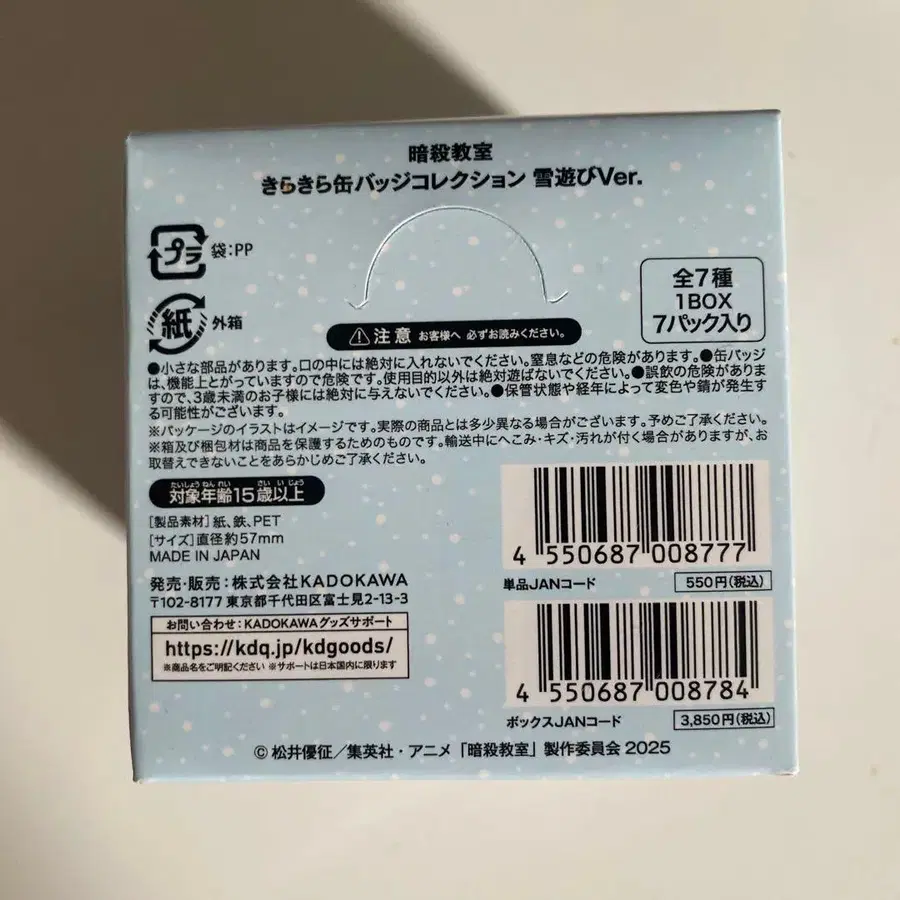 暗殺教室
きらきら缶バッジコレクション 雪遊びVer.
プラ 袋:PP
紙 外箱
全7種
1BOX
7パック入り
注意 お客様へ 必ずお読みください。
●小さな部品があります。口の中には絶対に入れないでください。窒息などの危険があります。●缶バッジ
は、機能上とがっていますので危険です。使用目的以外は絶対遊ばないでください。●誤飲の危険がありま
すので、3歳未満のお子様には絶対に与えないでください。●保管状態や経年によって変色や錆が発生す
る可能性がございます。
※パッケージのイラストはイメージです。実際の商品とは多少異なる場合がございます。予めご了承ください。
※箱及び梱包材は商品を保護するためのものです。輸送中にへこみ・キズ・汚れが付く場合がありますが、お
取替えできないことをあらかじめご了承ください。
たいしょうねんれい さいいじょう
対象年齢15歳以上
[製品素材]紙、鉄、PET
[サイズ]直径約57mm
MADE IN JAPAN
発売・販売:株式会社KADOKAWA
〒102-8177 東京都千代田区富士見2-13-3
お問い合わせ:KADOKAWAグッズサポート
https://kdq.jp/kdgoods/
※商品名をご明記ください ※サポートは日本国内に限ります
4 550687 008777
単品JANコード 550円(税込)
4 550687 008784
ボックスJANコード 3,850円(税込)
© 松井優征/集英社・アニメ「暗殺教室」製作委員会 2025